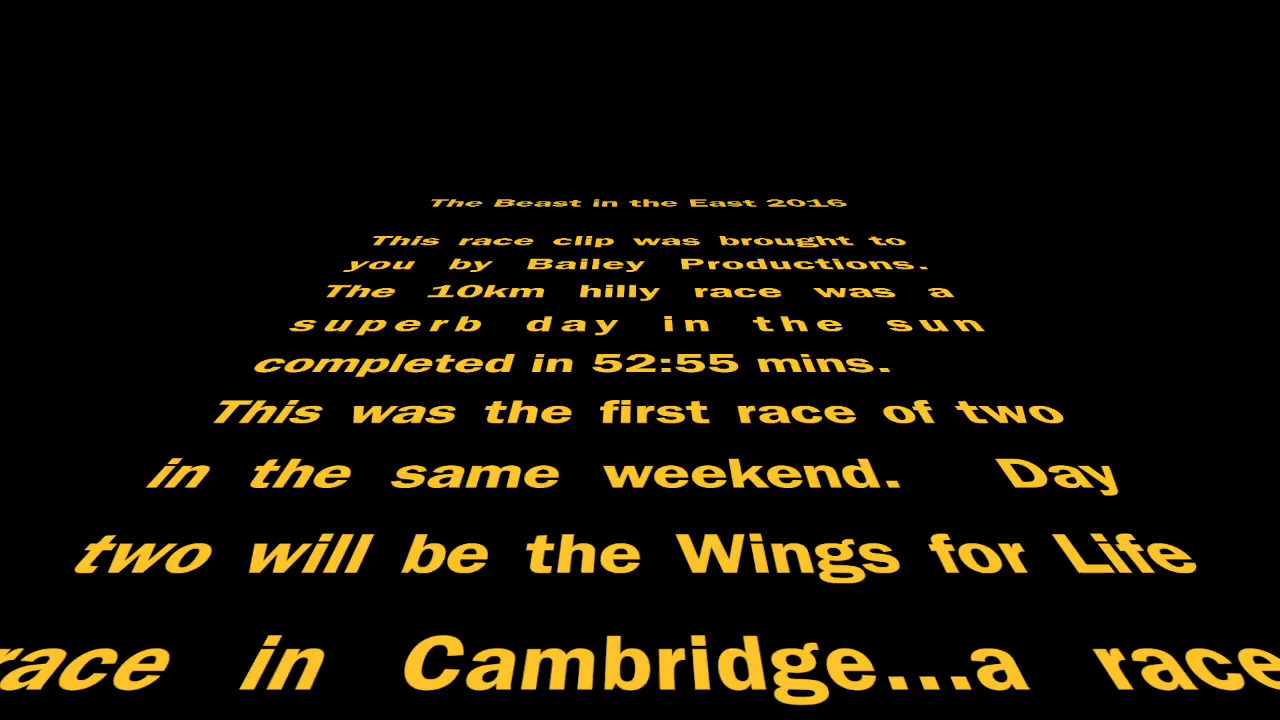 The Beast in the East 2016
This race clip was brought to
you by Bailey Productions.
The 10km hilly race was a
superb day in the sun
completed in 52:55 mins.
This was the first race of two
in the same weekend. Day
two will be the Wings for Life
race in Cambridge...a race